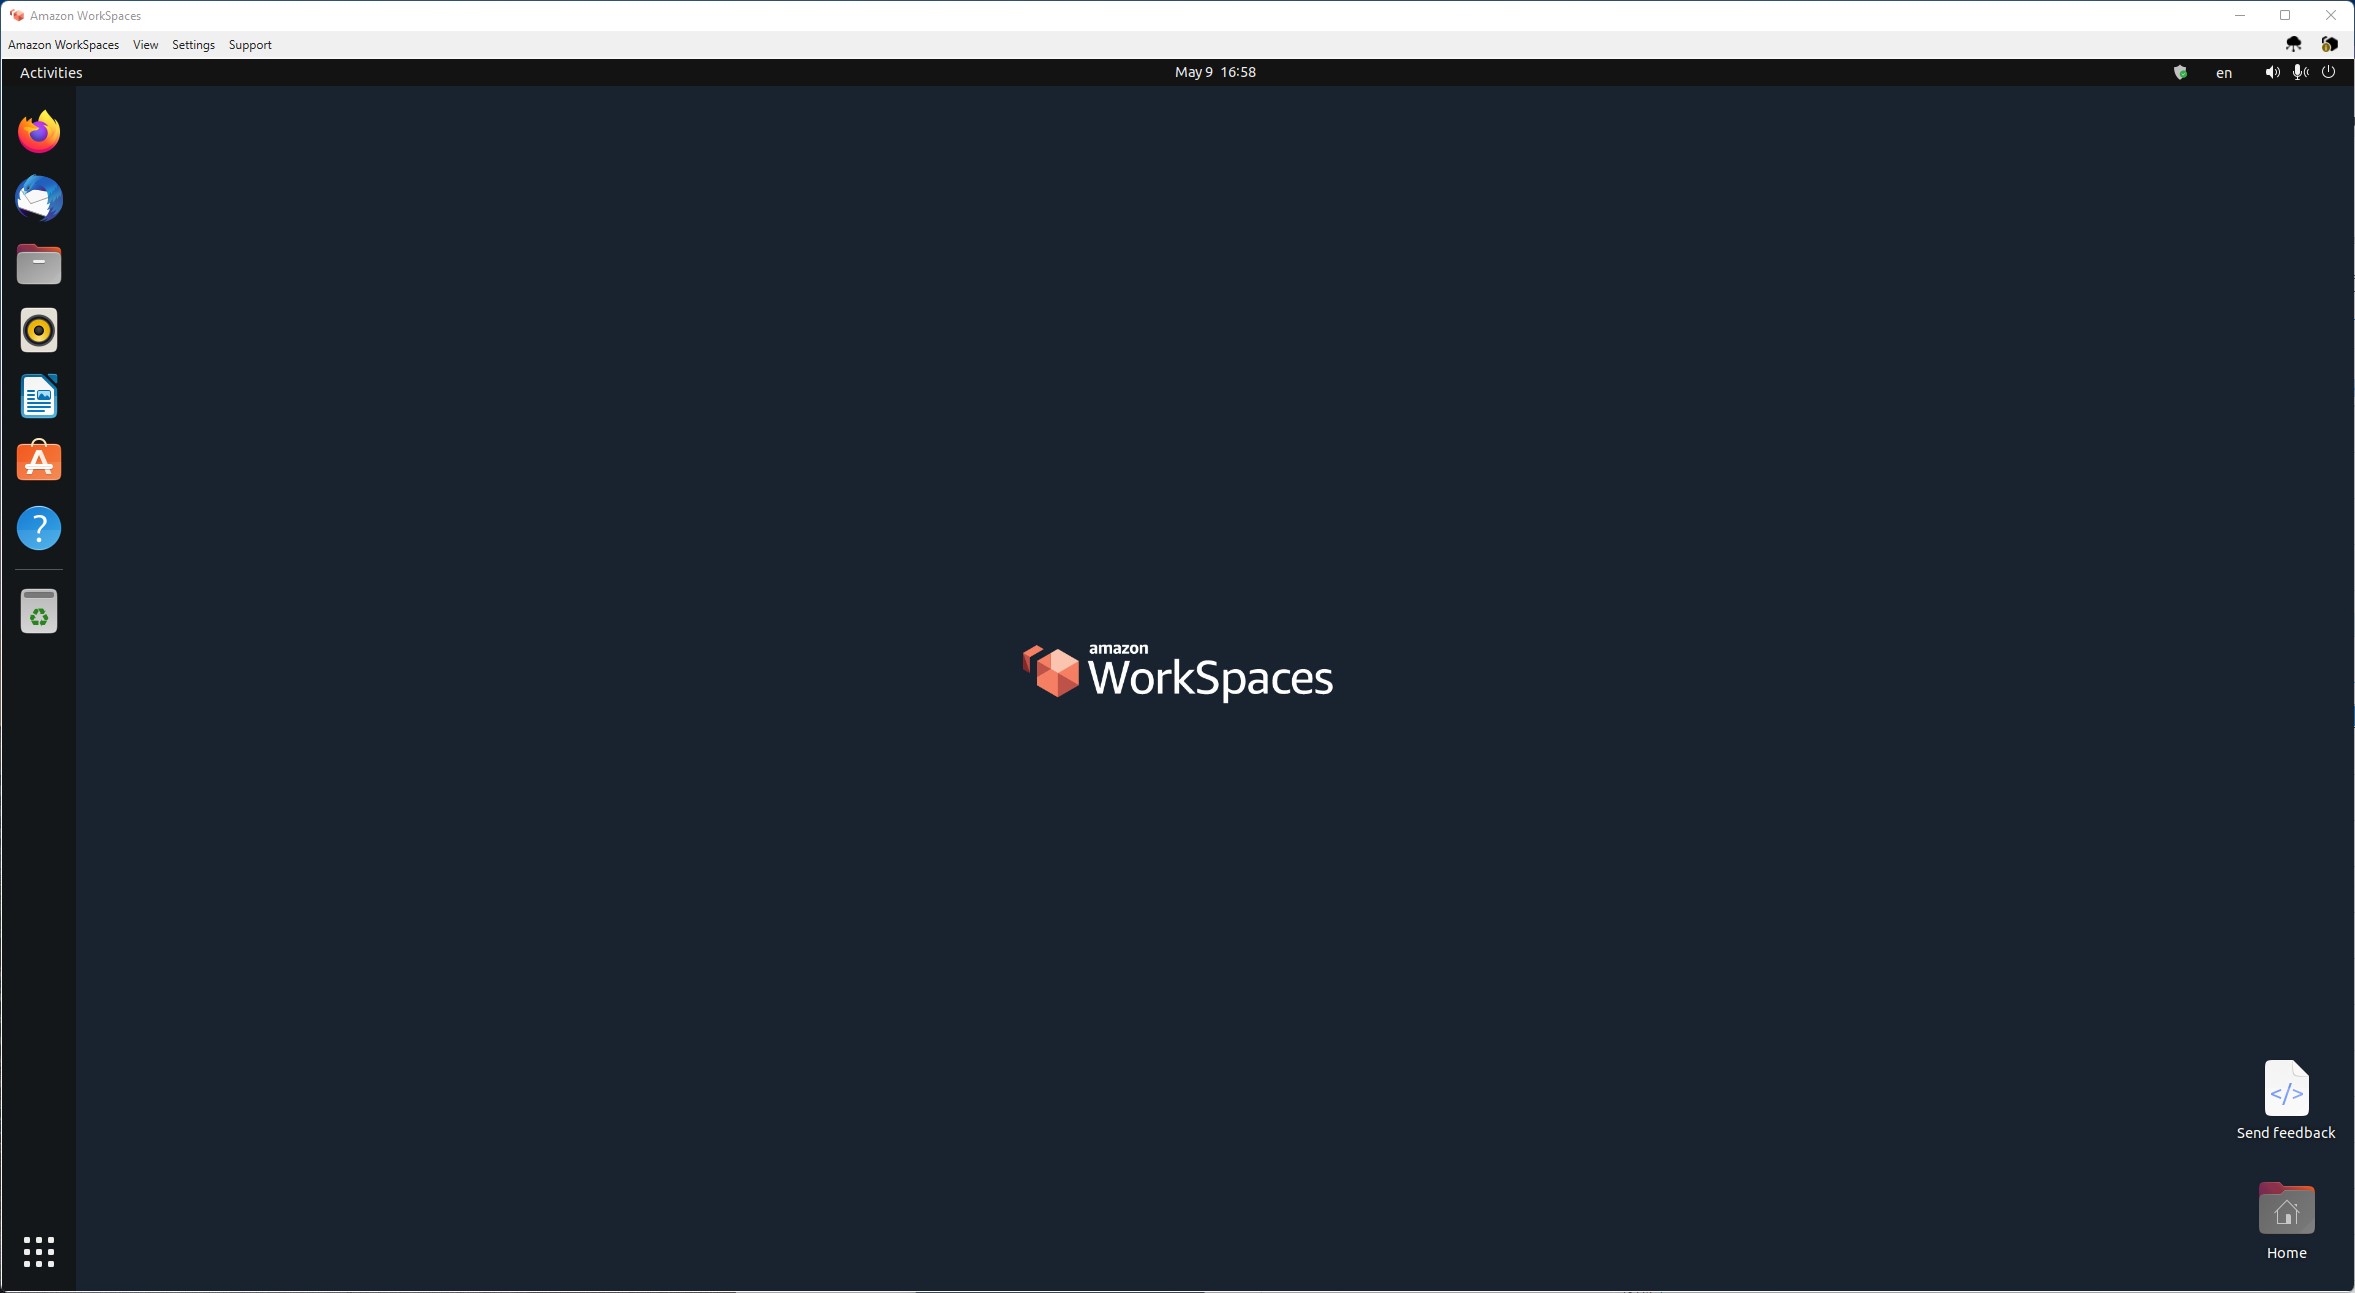 Amazon WorkSpaces
Amazon WorkSpaces View Settings Support
Activities May 9 16:58 en
amazon
WorkSpaces
Send feedback
Home